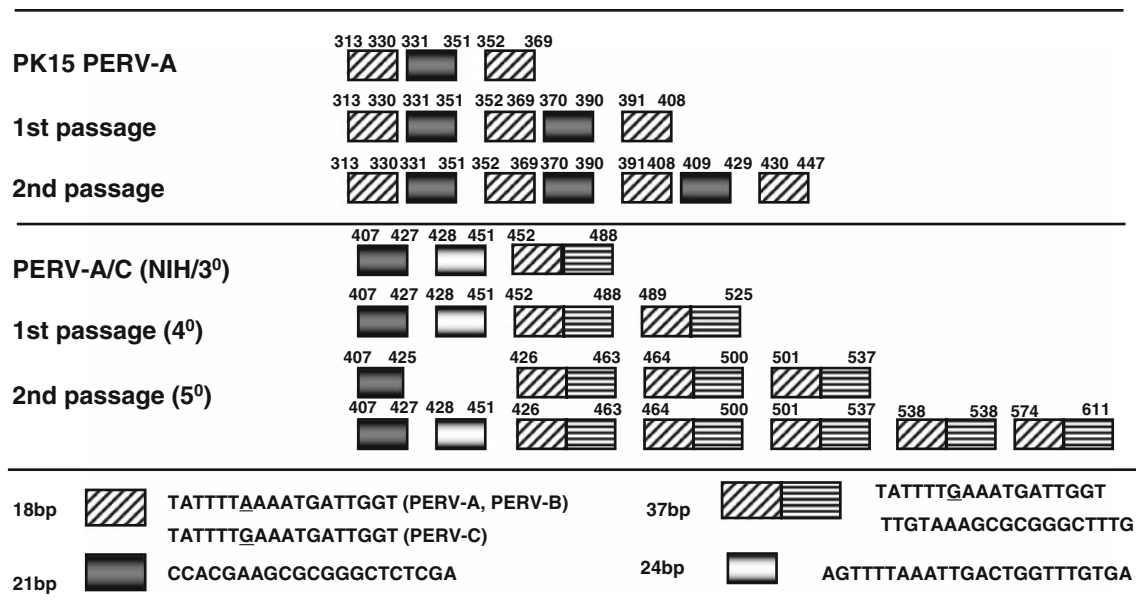 313 330 331 351 352 369
PK15 PERV-A
313 330 331 351 352 369 370 390 391 408
1st passage
313 330 331 351 352 369 370 390 391 408 409 429 430 447
2nd passage
407 427 428 451 452 488
PERV-A/C (NIH/3⁰)
407 427 428 451 452 488 489 525
1st passage (4⁰)
407 425 426 463 464 500 501 537
2nd passage (5⁰)
407 427 428 451 426 463 464 500 501 537 538 538 574 611
18bp TATTTTAAAATGATTGGT (PERV-A, PERV-B)
TATTTTGAAATGATTGGT (PERV-C)
21bp CCACGAAGCGCGGGCTCTCGA
37bp TATTTTGAAATGATTGGT
TTGTAAAGCGCGGGCTTTG
24bp AGTTTTAAATTGACTGGTTTGTGA